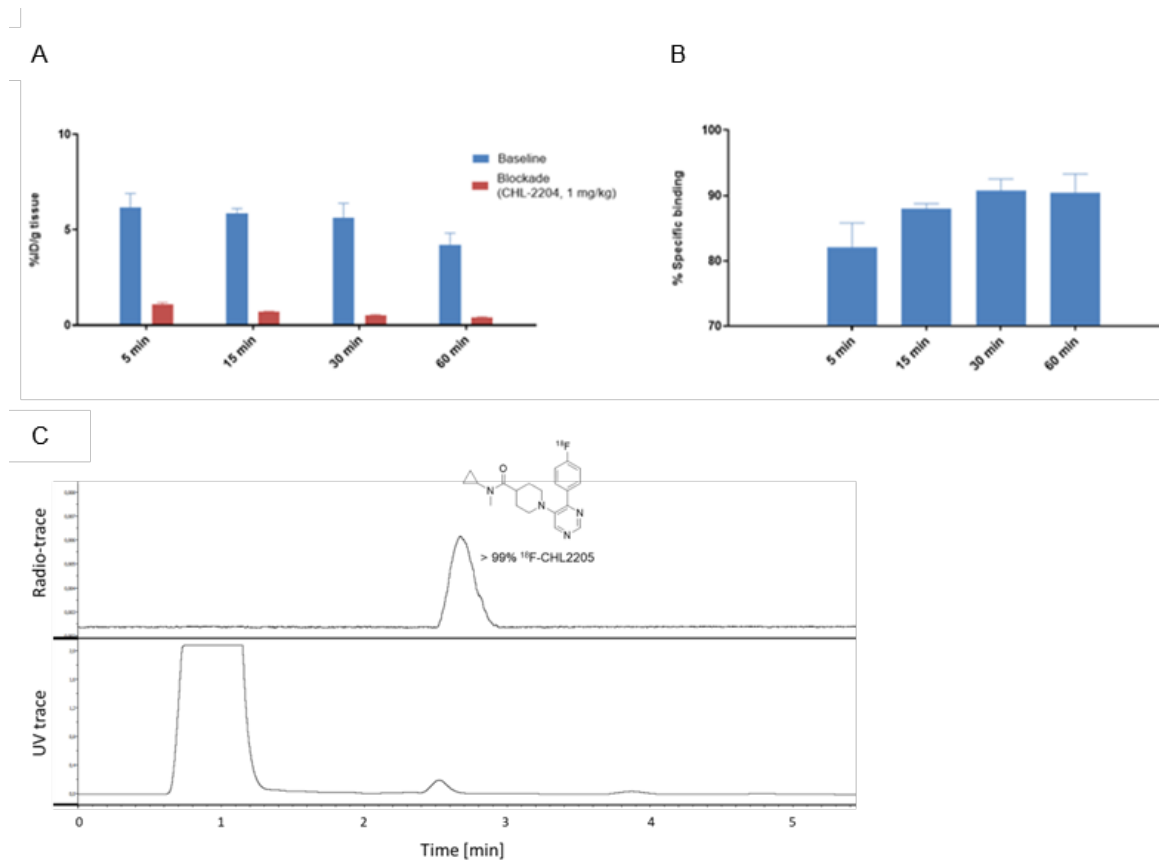 A
B
10
5
0
%ID/g tissue
Baseline
Blockade
(CHL-2204, 1 mg/kg)
5 min
15 min
30 min
60 min
100
90
80
70
% Specific binding
5 min
15 min
30 min
60 min
C
18F
O
N
N
N
N
> 99% 18F-CHL2205
Radio-trace
UV trace
0
1
2
3
4
5
Time [min]